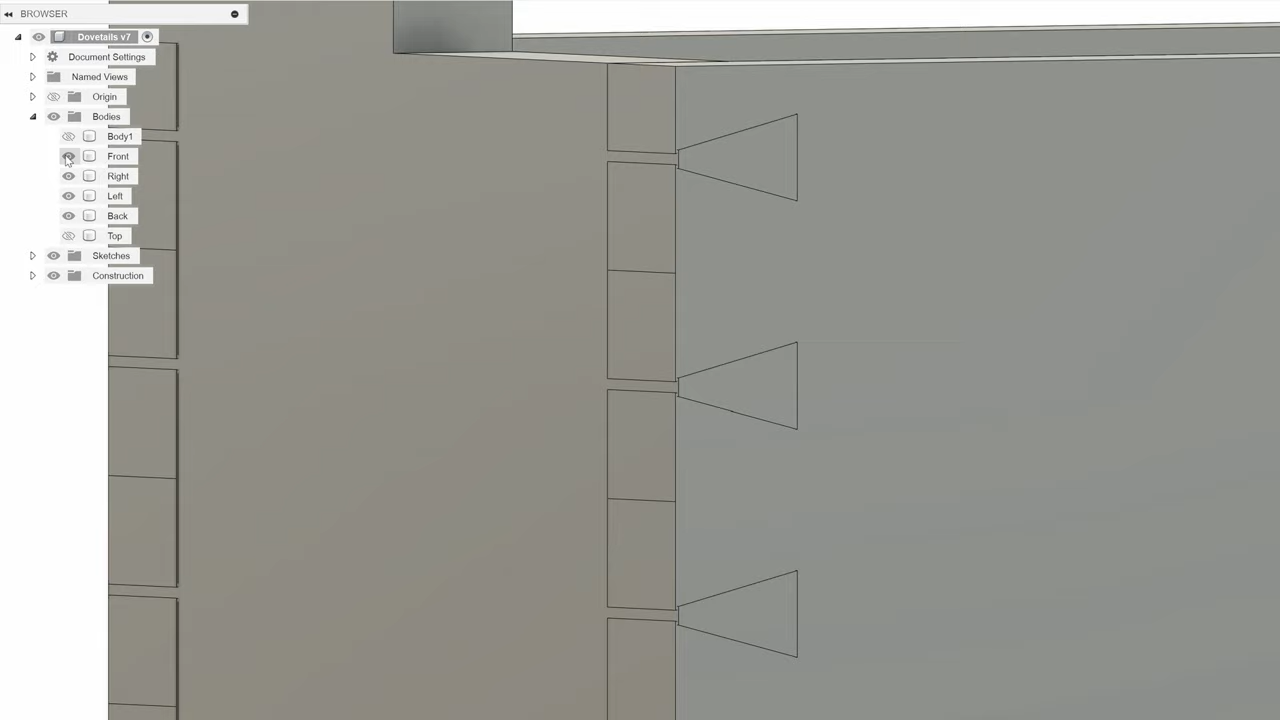 BROWSER
Dovetails v7
Document Settings
Named Views
Origin
Bodies
Body1
Front
Right
Left
Back
Top
Sketches
Construction